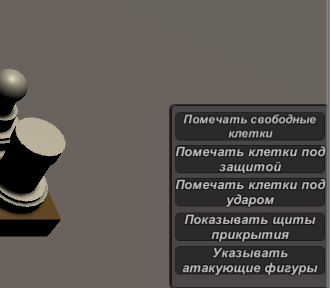 Помечать свободные
клетки
Помечать клетки под
защитой
Помечать клетки под
ударом
Показывать щиты
прикрытия
Указывать
атакующие фигуры